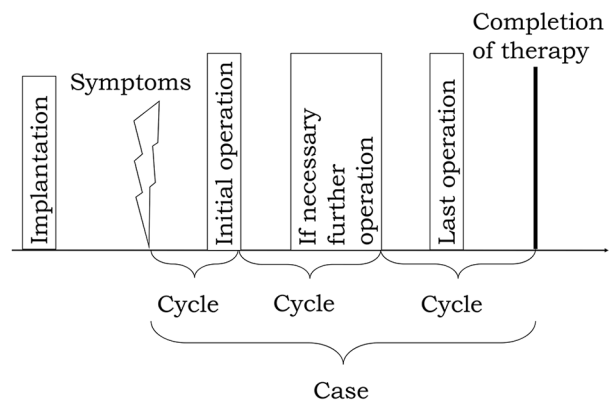 Completion
of therapy
Symptoms
Implantation
Initial operation
If necessary
further
operation
Last operation
Cycle
Cycle
Cycle
Case